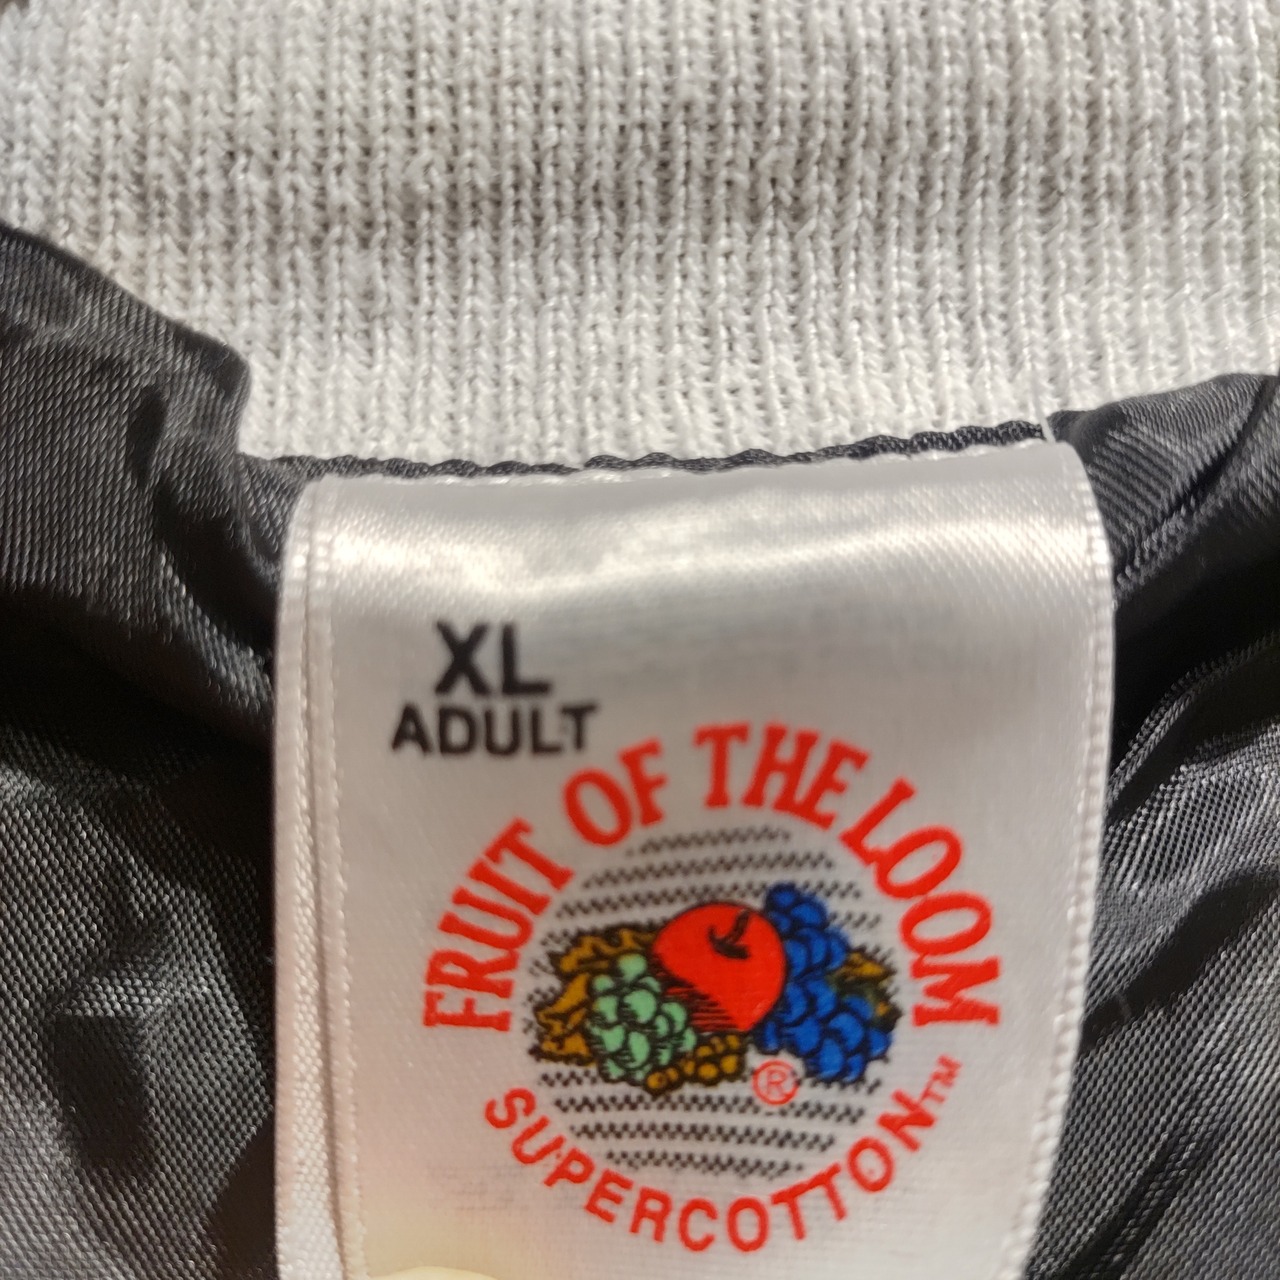 XL
ADULT
FRUIT OF THE LOOM
®
SUPERCOTTON™